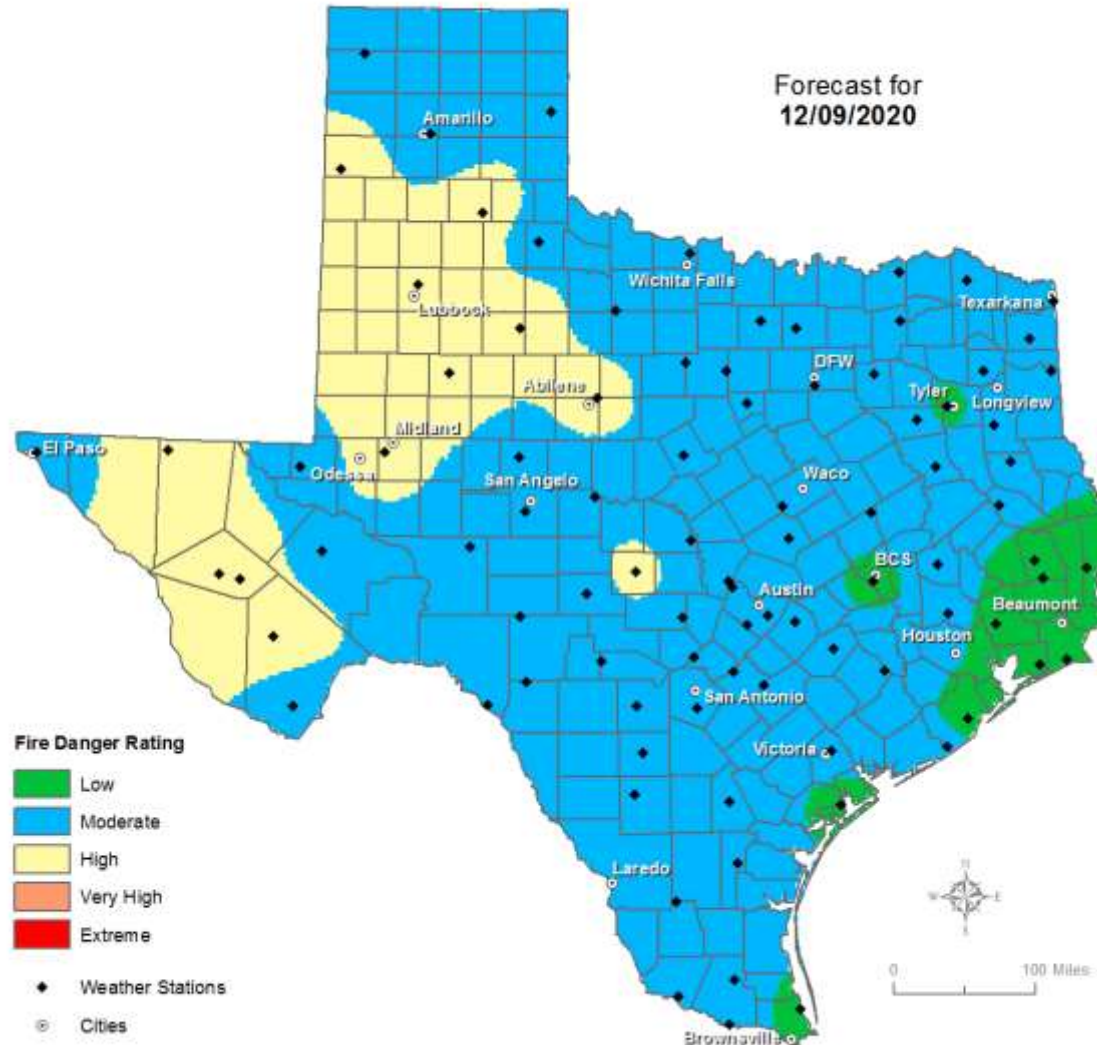 Forecast for
12/09/2020
Amarillo
Wichita Falls
Lubbock
Texarkana
DFW
Abilene
Tyler
Longview
Midland
El Paso
Odessa
San Angelo
Waco
BCS
Austin
Beaumont
Houston
San Antonio
Victoria
Laredo
Brownsville
Fire Danger Rating
Low
Moderate
High
Very High
Extreme
Weather Stations
Cities
N
W
E
S
0
100 Miles